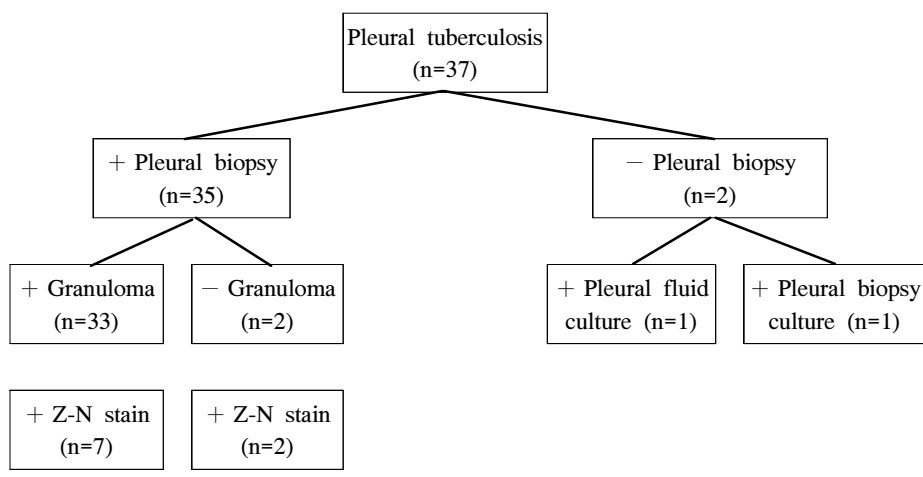 Pleural tuberculosis
(n=37)
+ Pleural biopsy
(n=35)
− Pleural biopsy
(n=2)
+ Granuloma
(n=33)
− Granuloma
(n=2)
+ Pleural fluid
culture (n=1)
+ Pleural biopsy
culture (n=1)
+ Z-N stain
(n=7)
+ Z-N stain
(n=2)